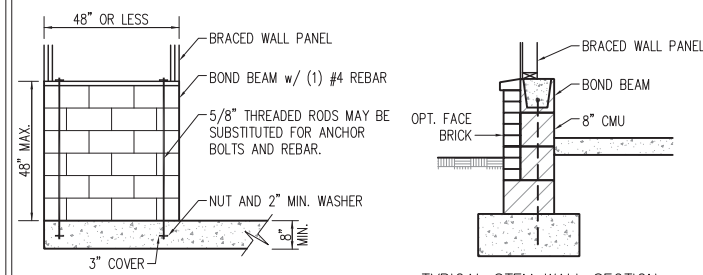 48" OR LESS
BRACED WALL PANEL
BOND BEAM w/ (1) #4 REBAR
5/8" THREADED RODS MAY BE
SUBSTITUTED FOR ANCHOR
BOLTS AND REBAR.
48" MAX.
NUT AND 2" MIN. WASHER
8"
MIN.
3" COVER
BRACED WALL PANEL
BOND BEAM
OPT. FACE
BRICK
8" CMU
TYPICAL STEM WALL SECTION